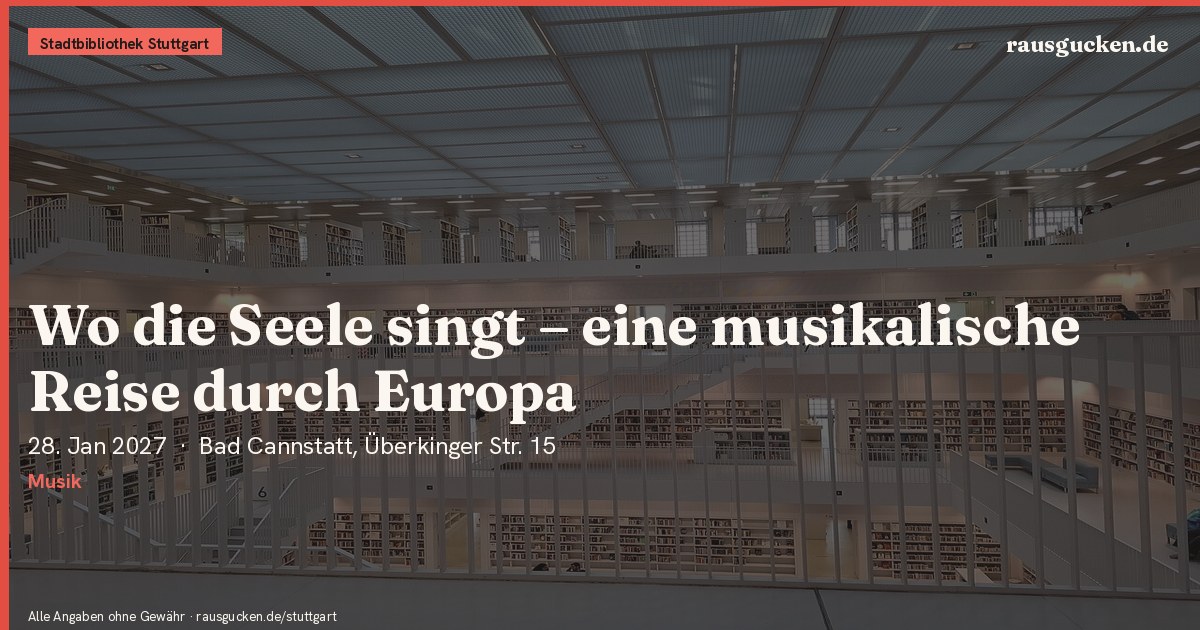 Stadtbibliothek Stuttgart
rausgucken.de
Wo die Seele singt – eine musikalische
Reise durch Europa
28. Jan 2027 · Bad Cannstatt, Überkinger Str. 15
Musik
6
Alle Angaben ohne Gewähr · rausgucken.de/stuttgart